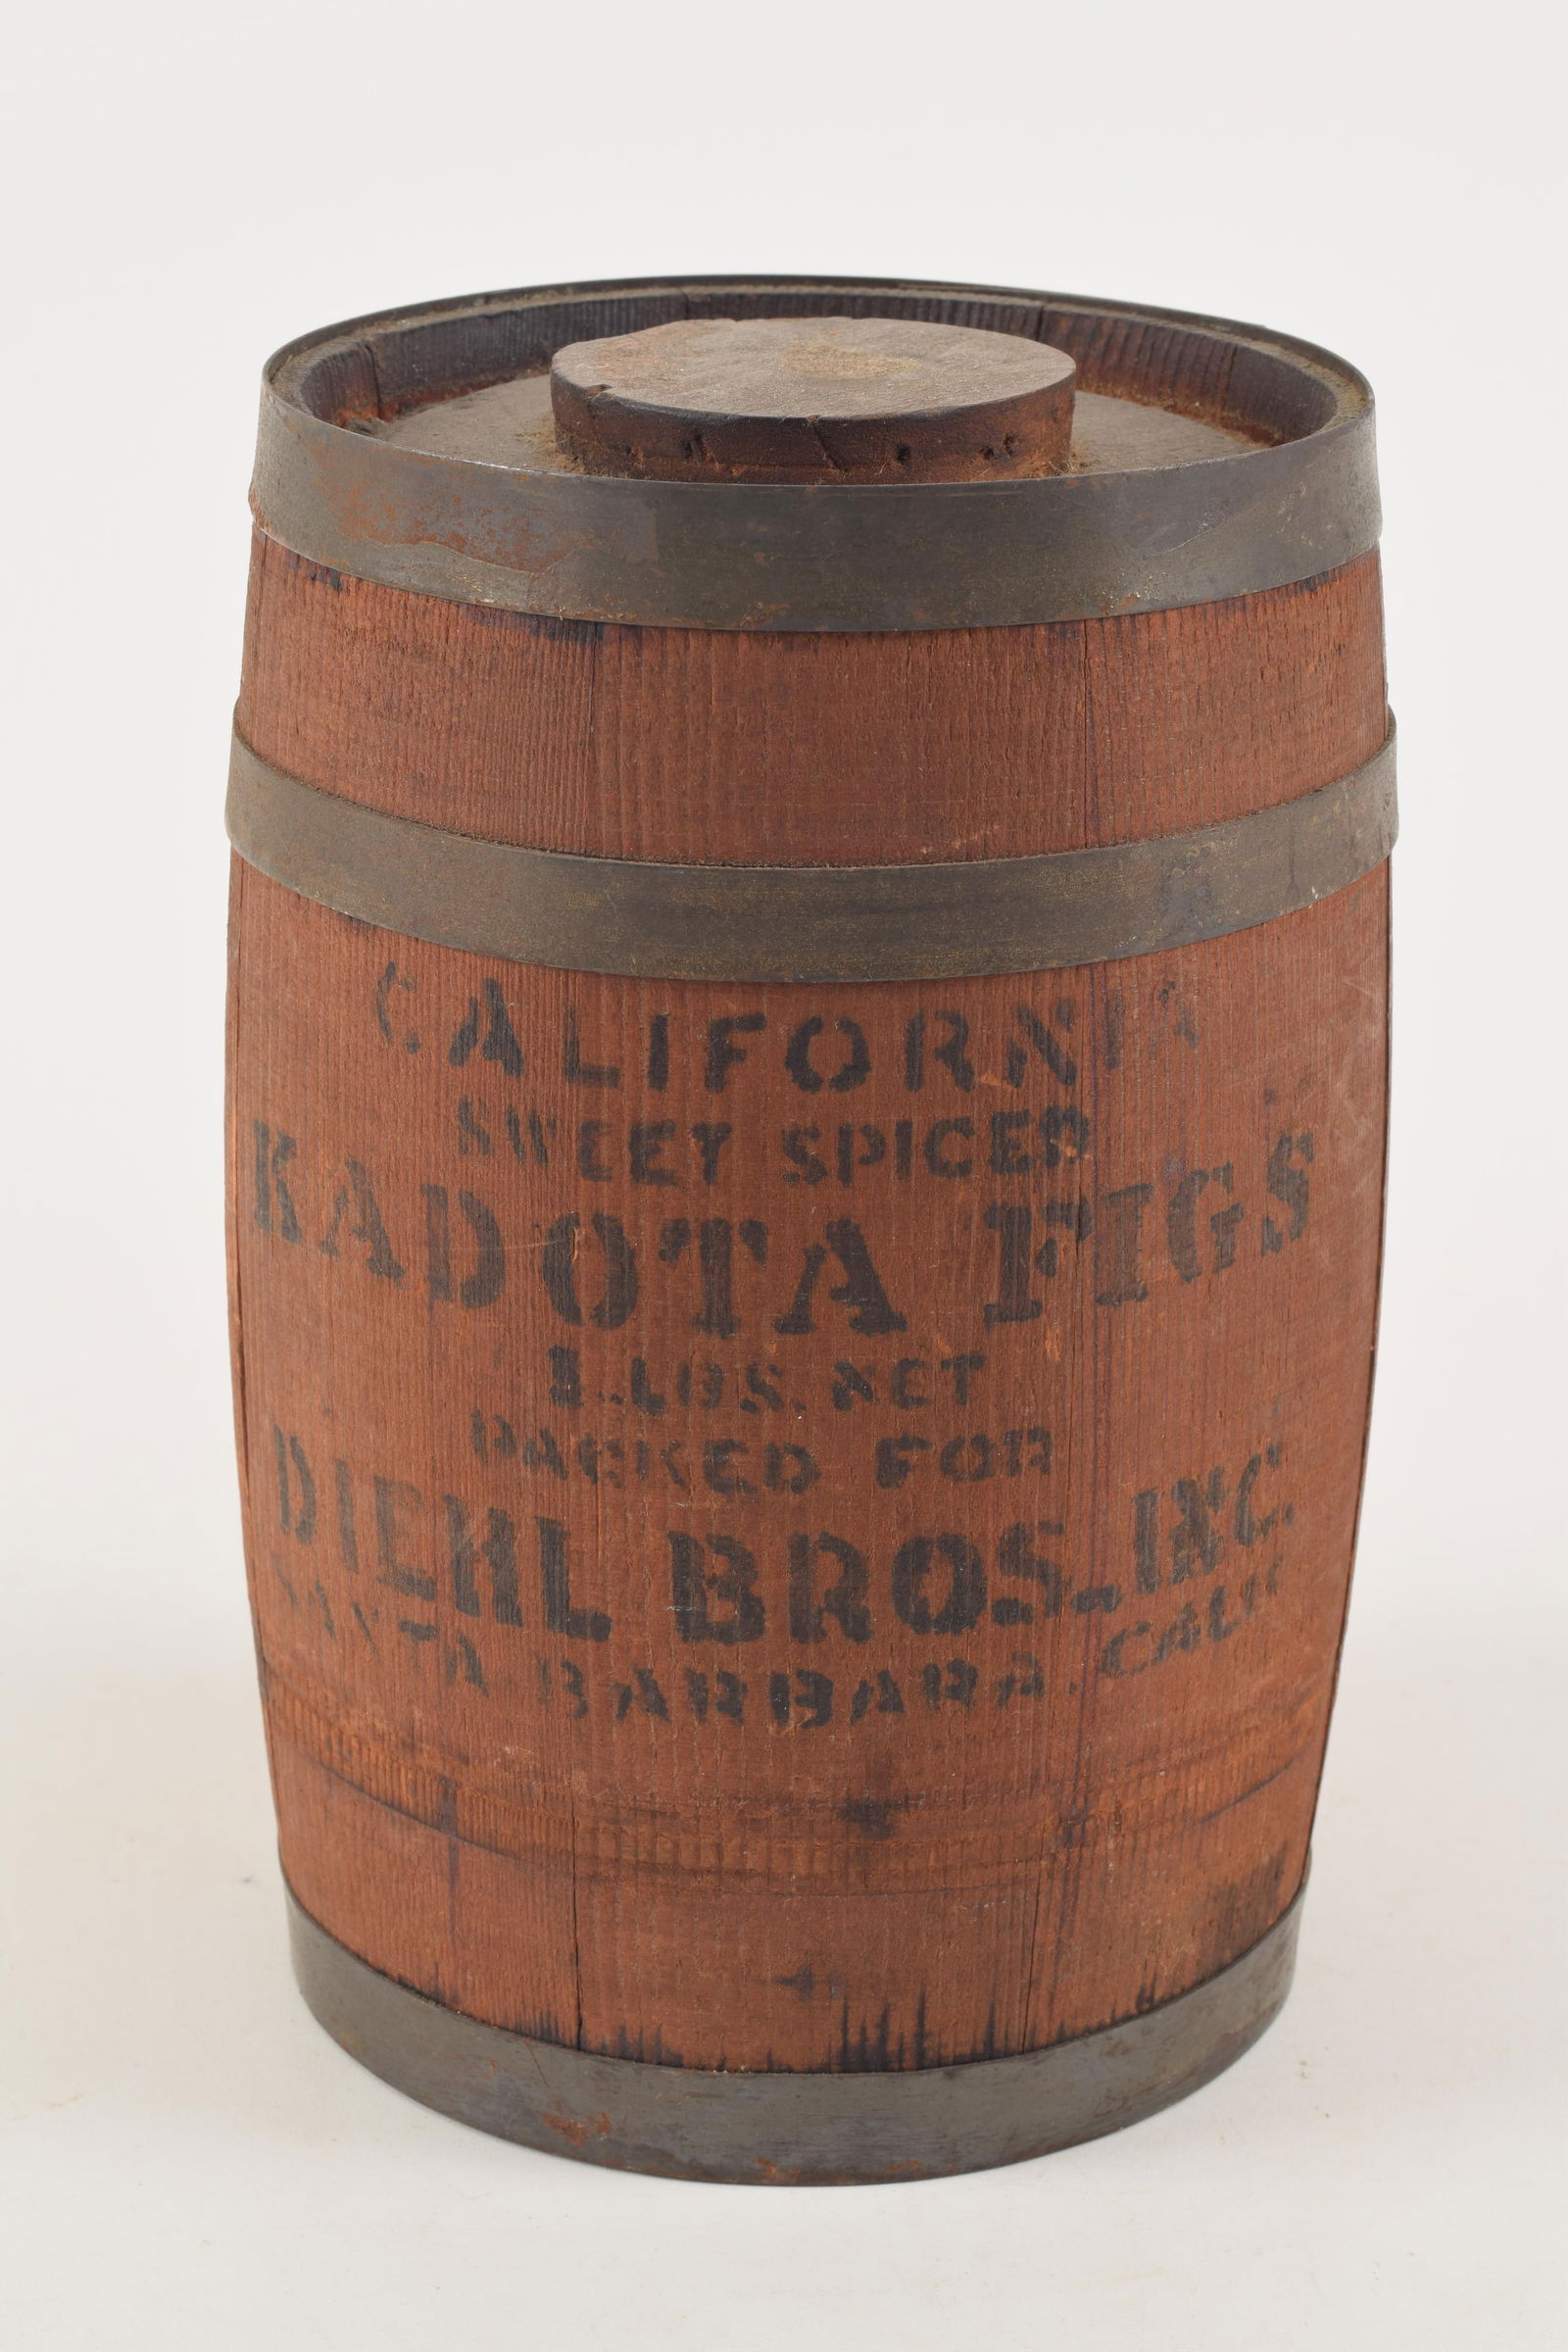 CALIFORNIA
SWEET SPICED
KADOTA FIGS
LBS. NET
PACKED FOR
DIEHL BROS. INC.
SANTA BARBARA. CALIF